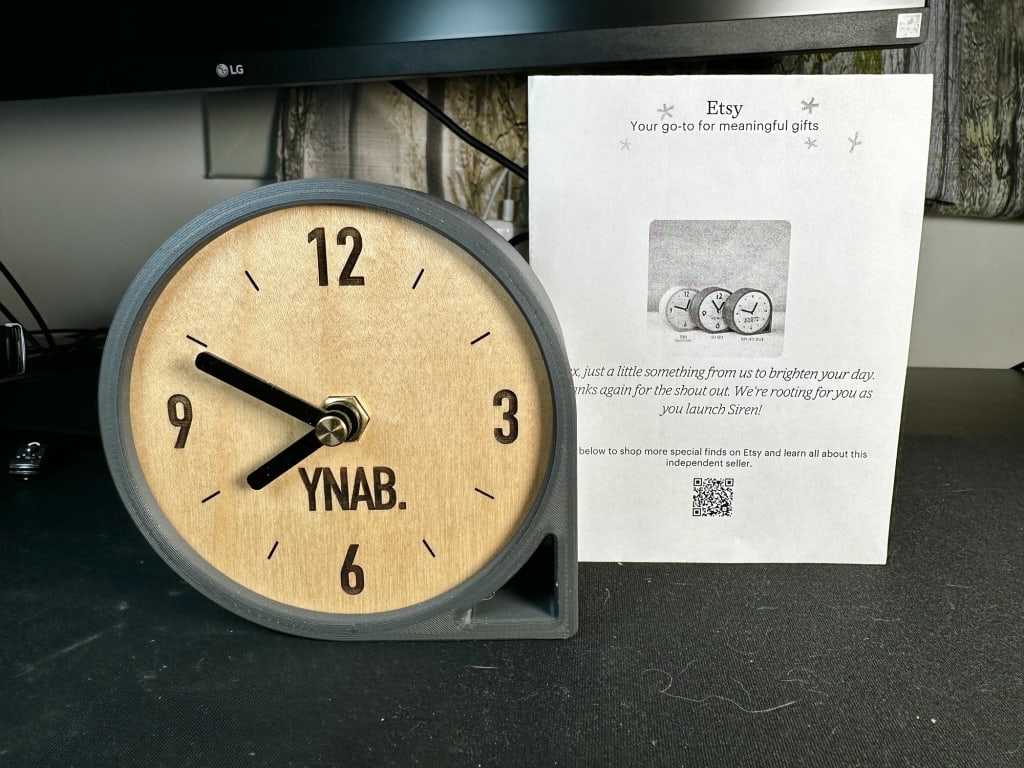 LG
12
9
3
YNAB.
6
Etsy
Your go-to for meaningful gifts
just a little something from us to brighten your day.
again for the shout out. We're rooting for you as
you launch Siren!
below to shop more special finds on Etsy and learn all about this
independent seller.